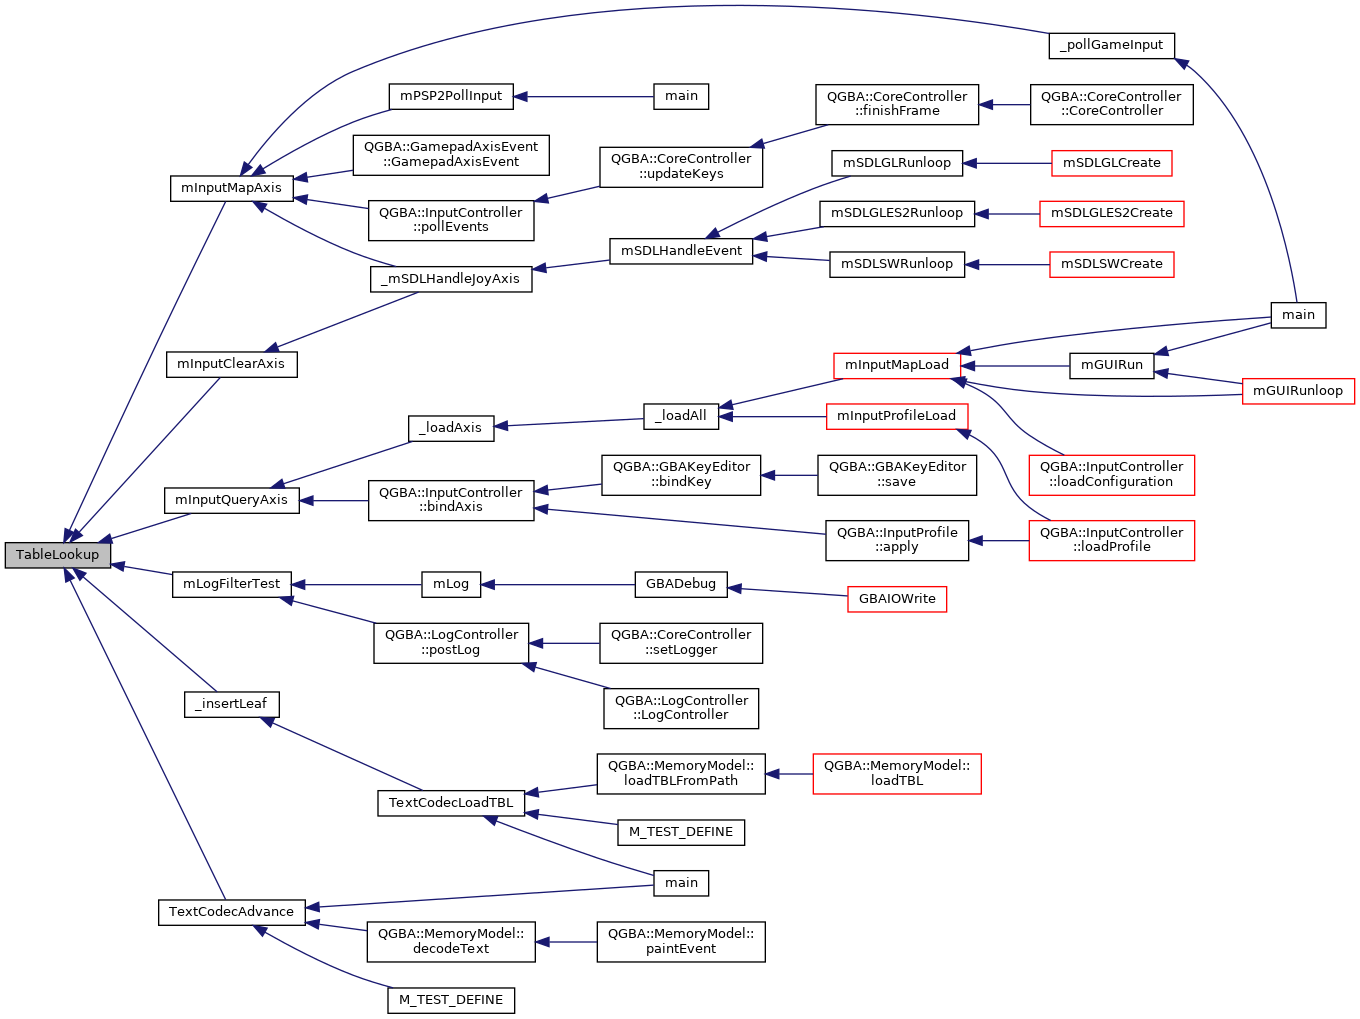 _pollGameInput
mPSP2PollInput
main
QGBA::CoreController
::finishFrame
QGBA::CoreController
::CoreController
QGBA::GamepadAxisEvent
::GamepadAxisEvent
QGBA::CoreController
::updateKeys
mSDLGLRunloop
mSDLGLCreate
mInputMapAxis
QGBA::InputController
::pollEvents
mSDLGLES2Runloop
mSDLGLES2Create
mSDLHandleEvent
_mSDLHandleJoyAxis
mSDLSWRunloop
mSDLSWCreate
main
mInputClearAxis
mInputMapLoad
mGUIRun
mGUIRunloop
_loadAxis
_loadAll
mInputProfileLoad
QGBA::GBAKeyEditor
::bindKey
QGBA::GBAKeyEditor
::save
QGBA::InputController
::loadConfiguration
mInputQueryAxis
QGBA::InputController
::bindAxis
QGBA::InputProfile
::apply
QGBA::InputController
::loadProfile
TableLookup
mLogFilterTest
mLog
GBADebug
GBAIOWrite
QGBA::LogController
::postLog
QGBA::CoreController
::setLogger
_insertLeaf
QGBA::LogController
::LogController
QGBA::MemoryModel::
loadTBLFromPath
QGBA::MemoryModel::
loadTBL
TextCodecLoadTBL
M_TEST_DEFINE
main
TextCodecAdvance
QGBA::MemoryModel::
decodeText
QGBA::MemoryModel::
paintEvent
M_TEST_DEFINE